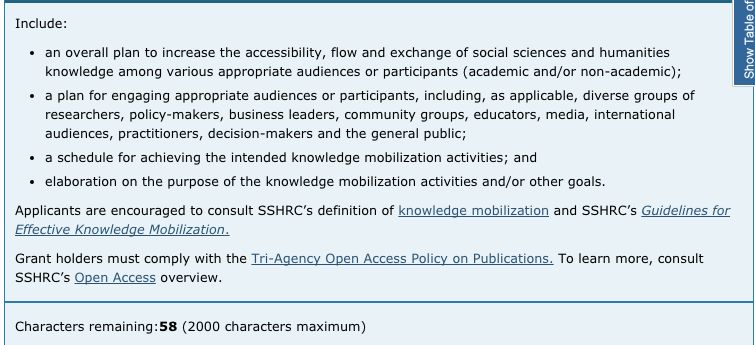 Include:
• an overall plan to increase the accessibility, flow and exchange of social sciences and humanities
knowledge among various appropriate audiences or participants (academic and/or non-academic);
• a plan for engaging appropriate audiences or participants, including, as applicable, diverse groups of
researchers, policy-makers, business leaders, community groups, educators, media, international
audiences, practitioners, decision-makers and the general public;
• a schedule for achieving the intended knowledge mobilization activities; and
• elaboration on the purpose of the knowledge mobilization activities and/or other goals.
Applicants are encouraged to consult SSHRC’s definition of knowledge mobilization and SSHRC’s Guidelines for
Effective Knowledge Mobilization.
Grant holders must comply with the Tri-Agency Open Access Policy on Publications. To learn more, consult
SSHRC’s Open Access overview.
Characters remaining:58 (2000 characters maximum)
Show Table of